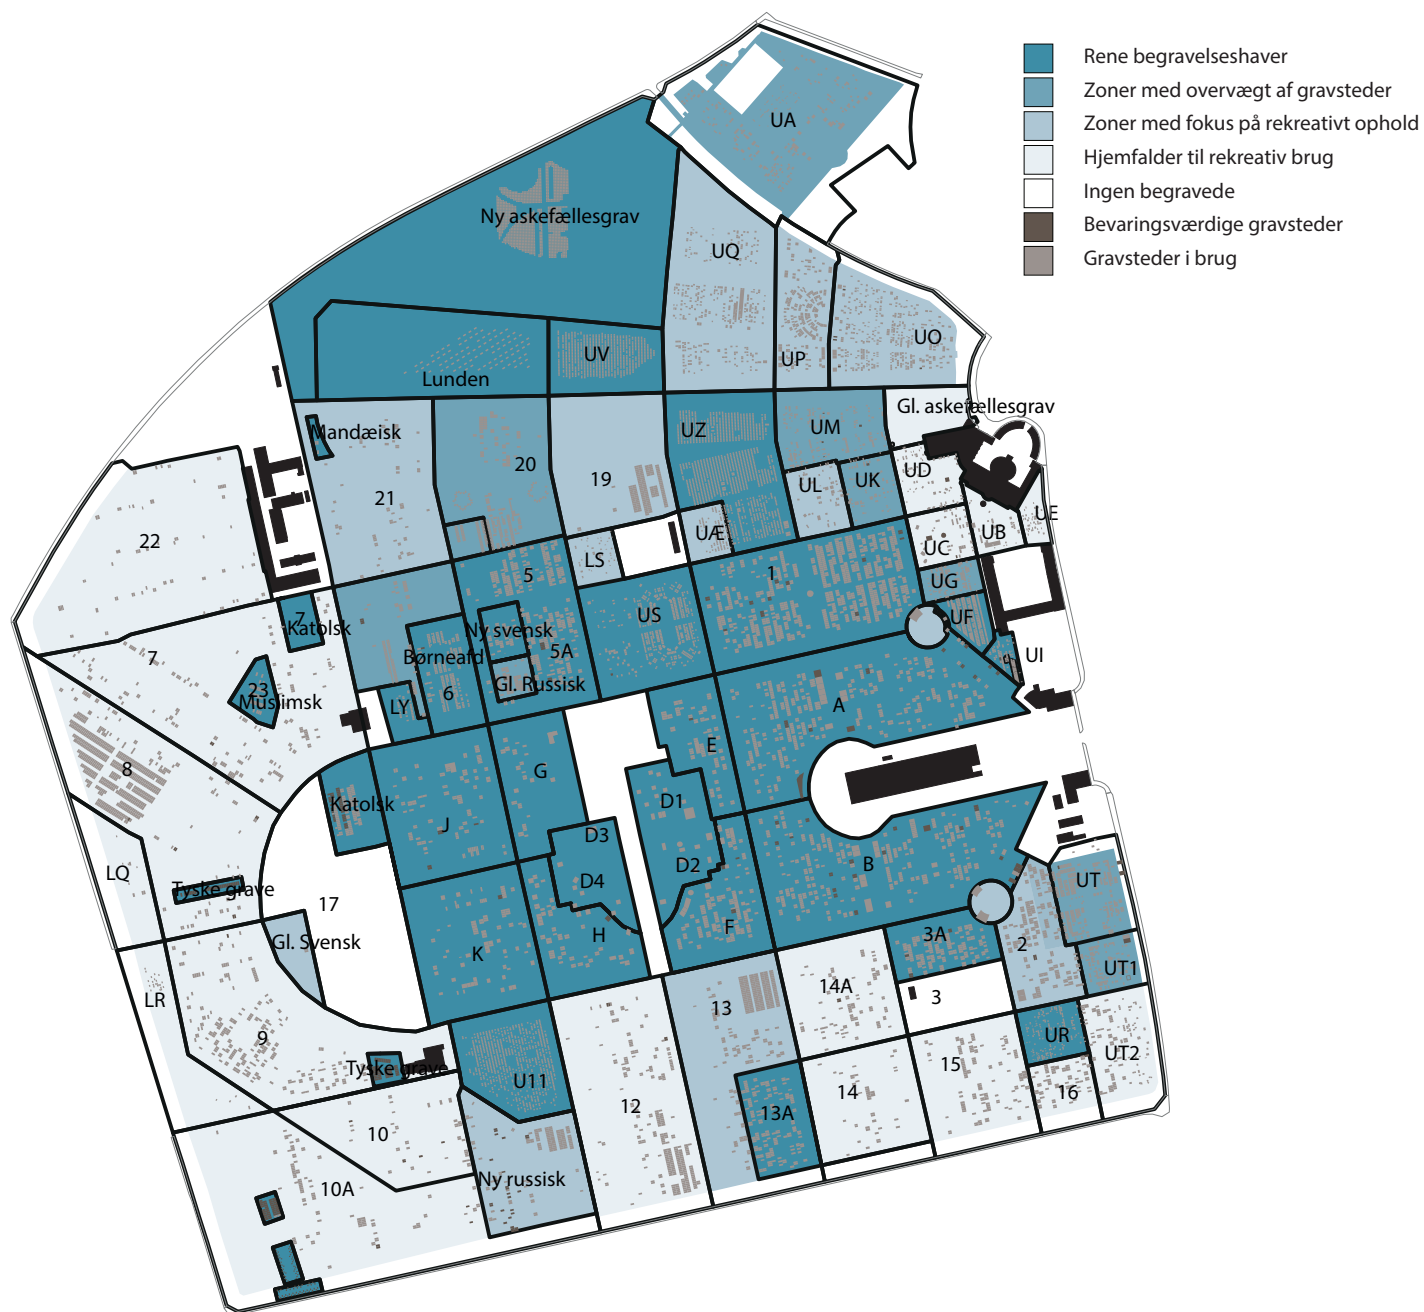 Rene begravelseshaver
Zoner med overvægt af gravsteder
Zoner med fokus på rekreativt ophold
Hjemfalder til rekreativ brug
Ingen begravede
Bevaringsværdige gravsteder
Gravsteder i brug
UA
Ny askefællesgrav
UQ
UO
UV
UP
Lunden
Gl. askefællesgrav
Mandæisk
UZ
UM
20
19
UD
21
UL
UK
UE
UÆ
UB
22
LS
UC
5
1
UG
7
Katolsk
Ny svensk
US
UF
7
Børneafd
5A
UI
23
Muslimsk
6
Gl. Russisk
LY
A
E
8
G
D1
Katolsk
J
D3
LQ
D2
B
Tyske grave
D4
UT
17
F
3A
Gl. Svensk
H
2
K
UT1
LR
14A
3
13
9
UR
UT2
Tyske grave
15
U11
14
16
12
13A
10
Ny russisk
10A
T